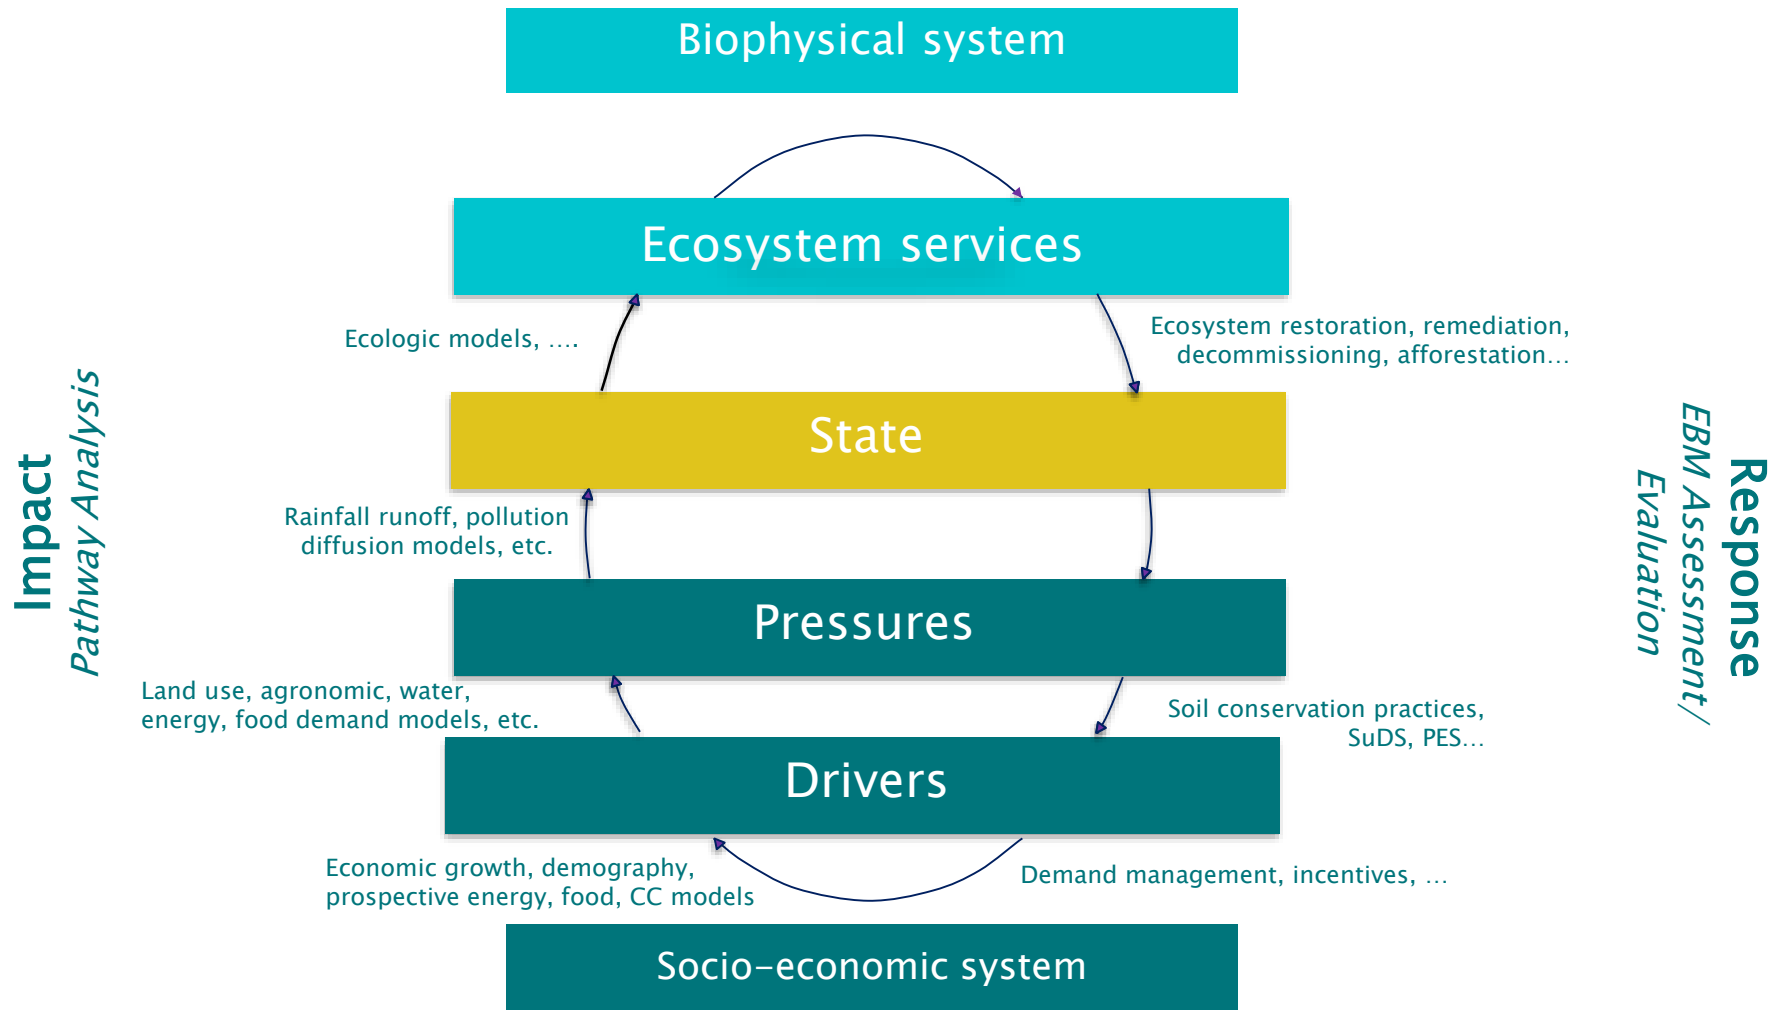 Biophysical system
Ecosystem services
Ecologic models, ….
Ecosystem restoration, remediation,
decommissioning, afforestation…
State
Impact
Pathway Analysis
Response
EBM Assessment/
Evaluation
Rainfall runoff, pollution
diffusion models, etc.
Pressures
Land use, agronomic, water,
energy, food demand models, etc.
Soil conservation practices,
SuDS, PES…
Drivers
Economic growth, demography,
prospective energy, food, CC models
Demand management, incentives, …
Socio-economic system